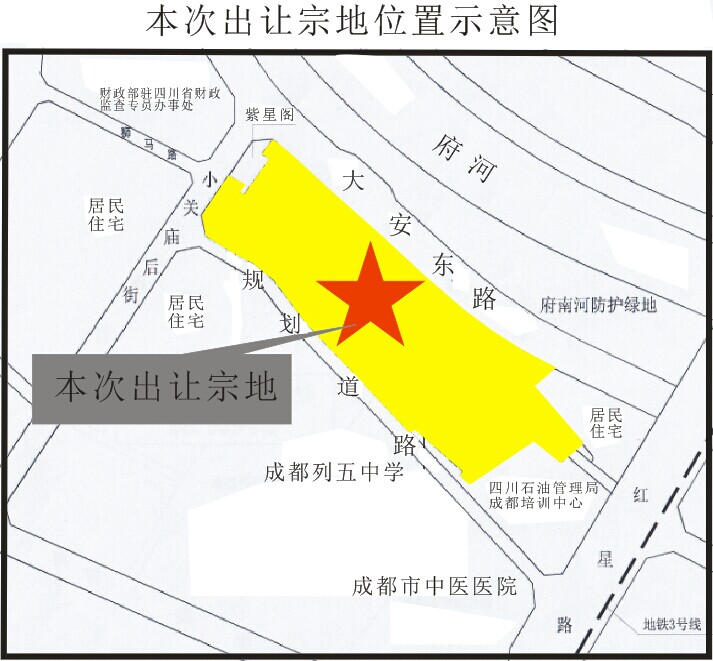 本次出让宗地位置示意图
财政部驻四川省财政
监查专员办事处
紫星阁
狮马路
府河
小关庙后街
大安东路
居民
住宅
居民
住宅
规划道路
府南河防护绿地
本次出让宗地
居民
住宅
成都列五中学
四川石油管理局
成都培训中心
红星路
成都市中医医院
地铁3号线